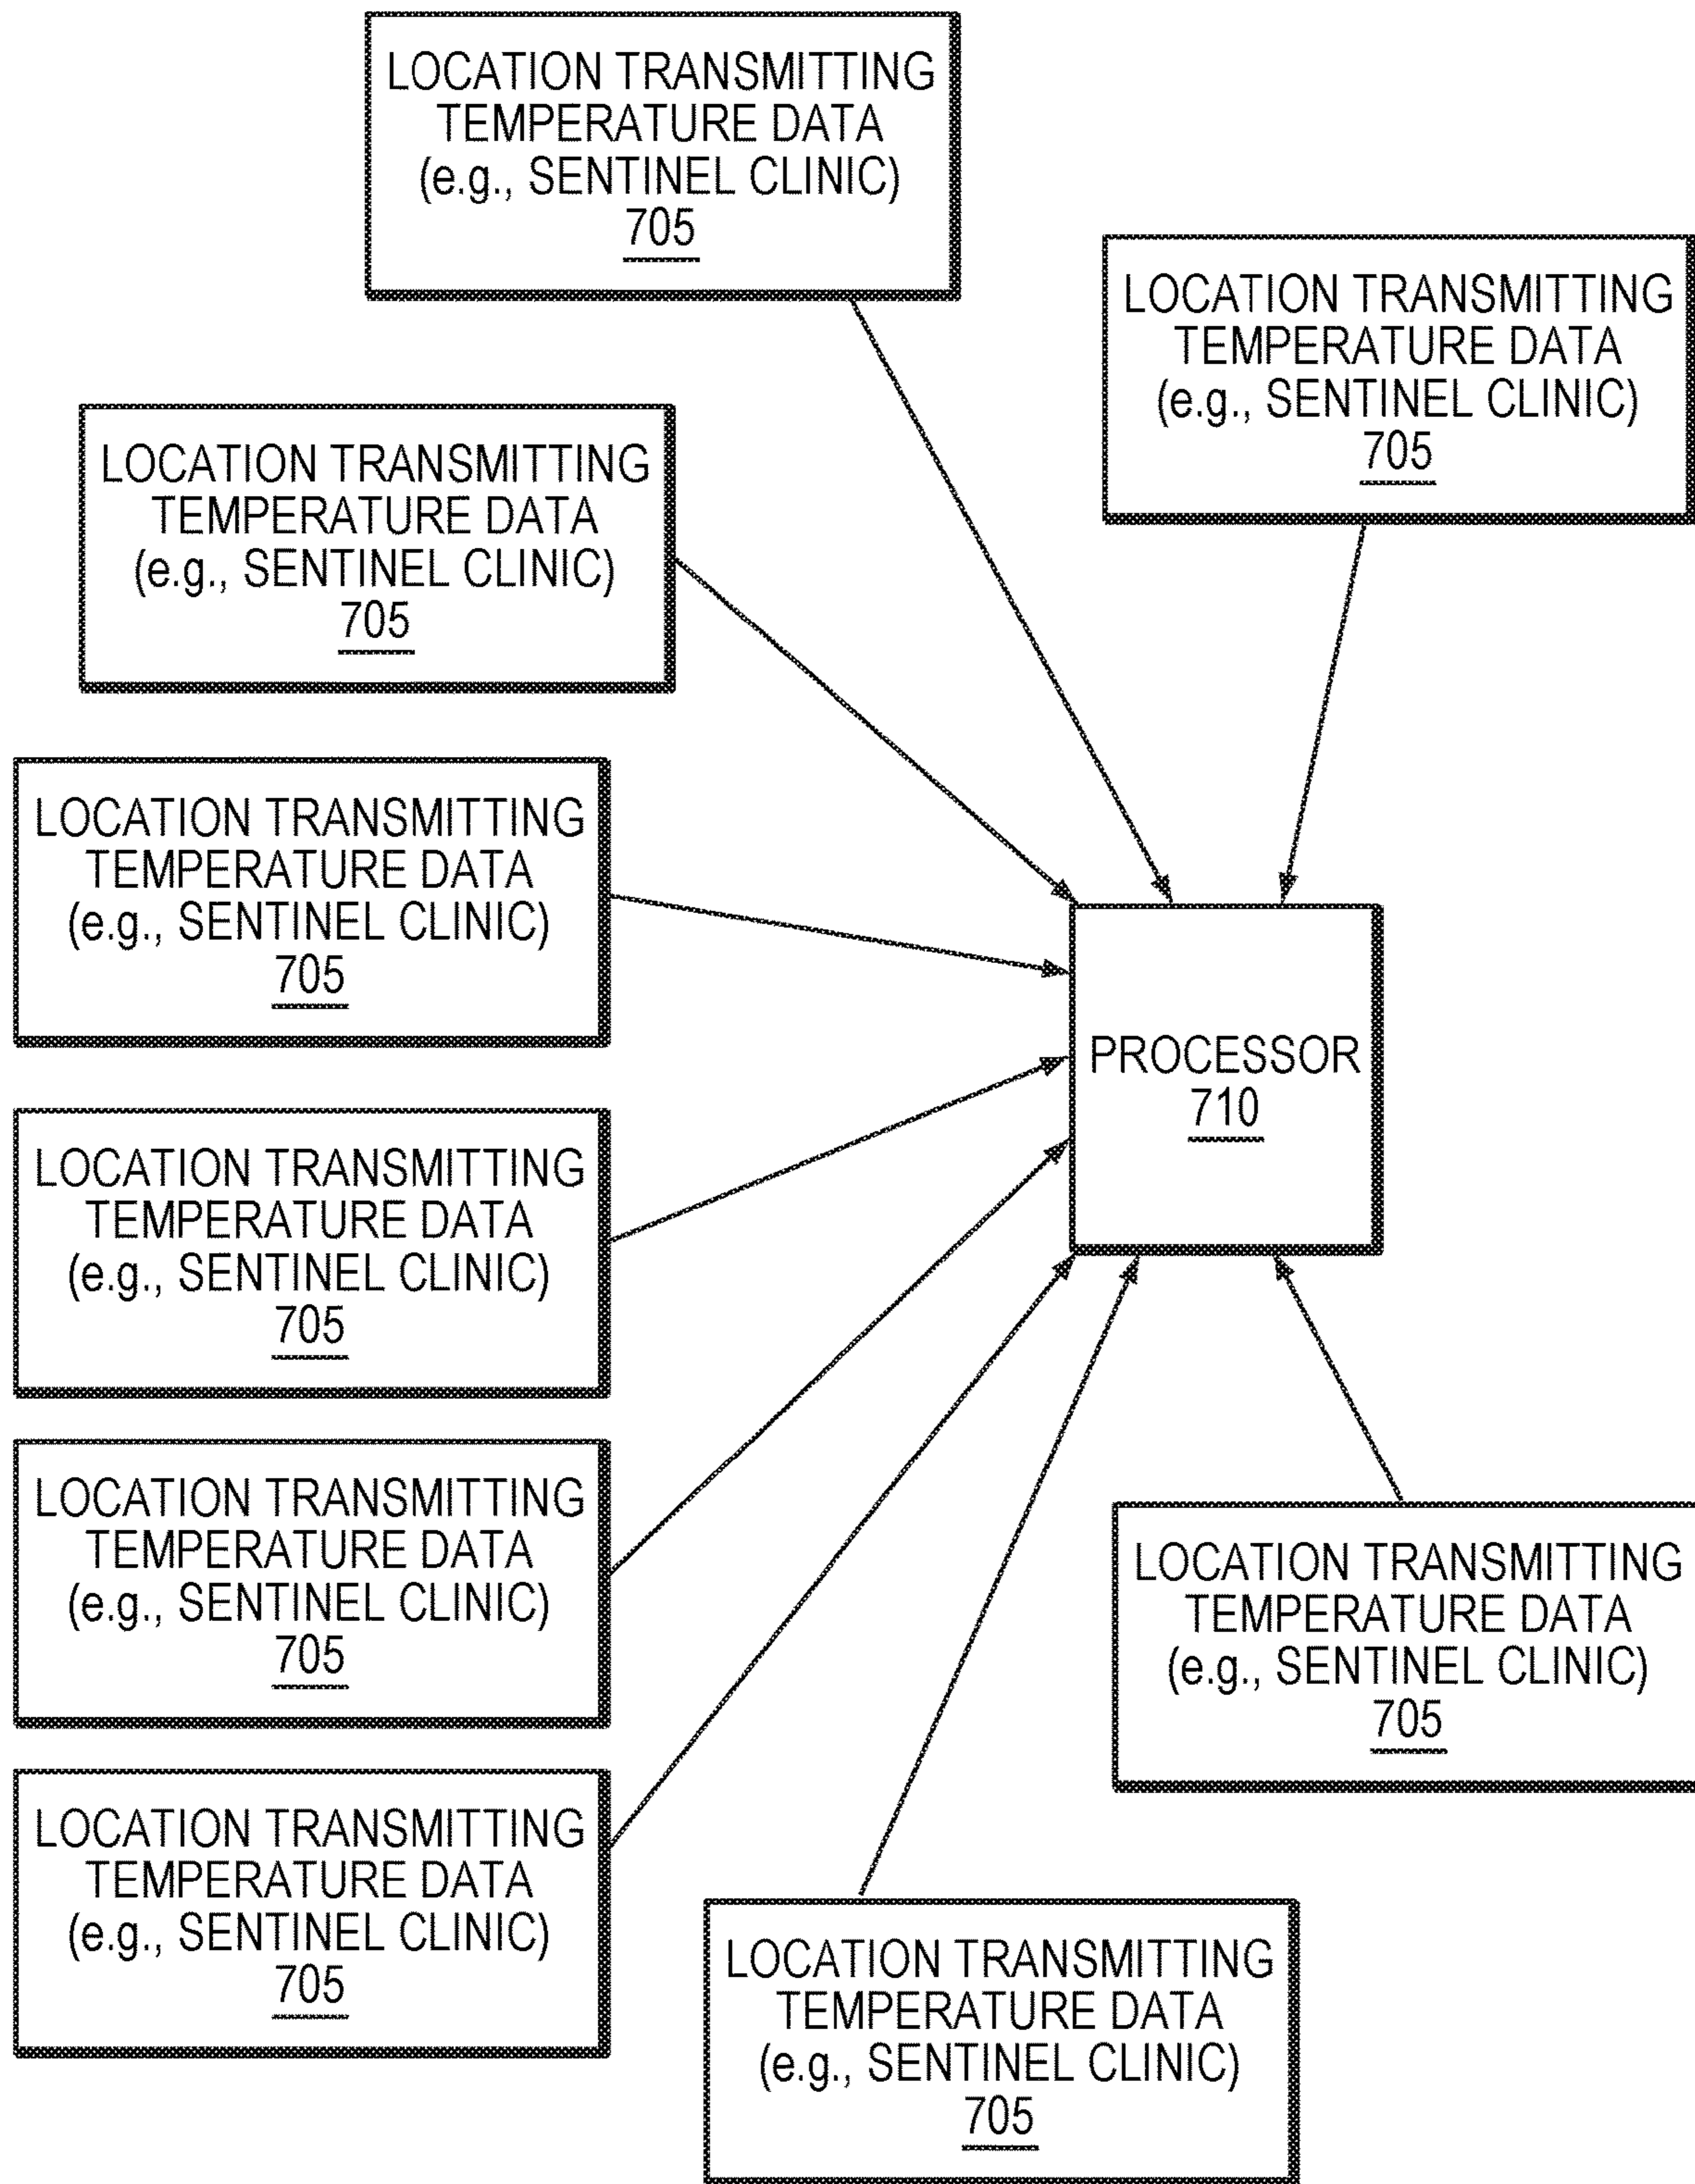 LOCATION TRANSMITTING
TEMPERATURE DATA
(e.g., SENTINEL CLINIC)
705
LOCATION TRANSMITTING
TEMPERATURE DATA
(e.g., SENTINEL CLINIC)
705
LOCATION TRANSMITTING
TEMPERATURE DATA
(e.g., SENTINEL CLINIC)
705
LOCATION TRANSMITTING
TEMPERATURE DATA
(e.g., SENTINEL CLINIC)
705
PROCESSOR
710
LOCATION TRANSMITTING
TEMPERATURE DATA
(e.g., SENTINEL CLINIC)
705
LOCATION TRANSMITTING
TEMPERATURE DATA
(e.g., SENTINEL CLINIC)
705
LOCATION TRANSMITTING
TEMPERATURE DATA
(e.g., SENTINEL CLINIC)
705
LOCATION TRANSMITTING
TEMPERATURE DATA
(e.g., SENTINEL CLINIC)
705
LOCATION TRANSMITTING
TEMPERATURE DATA
(e.g., SENTINEL CLINIC)
705